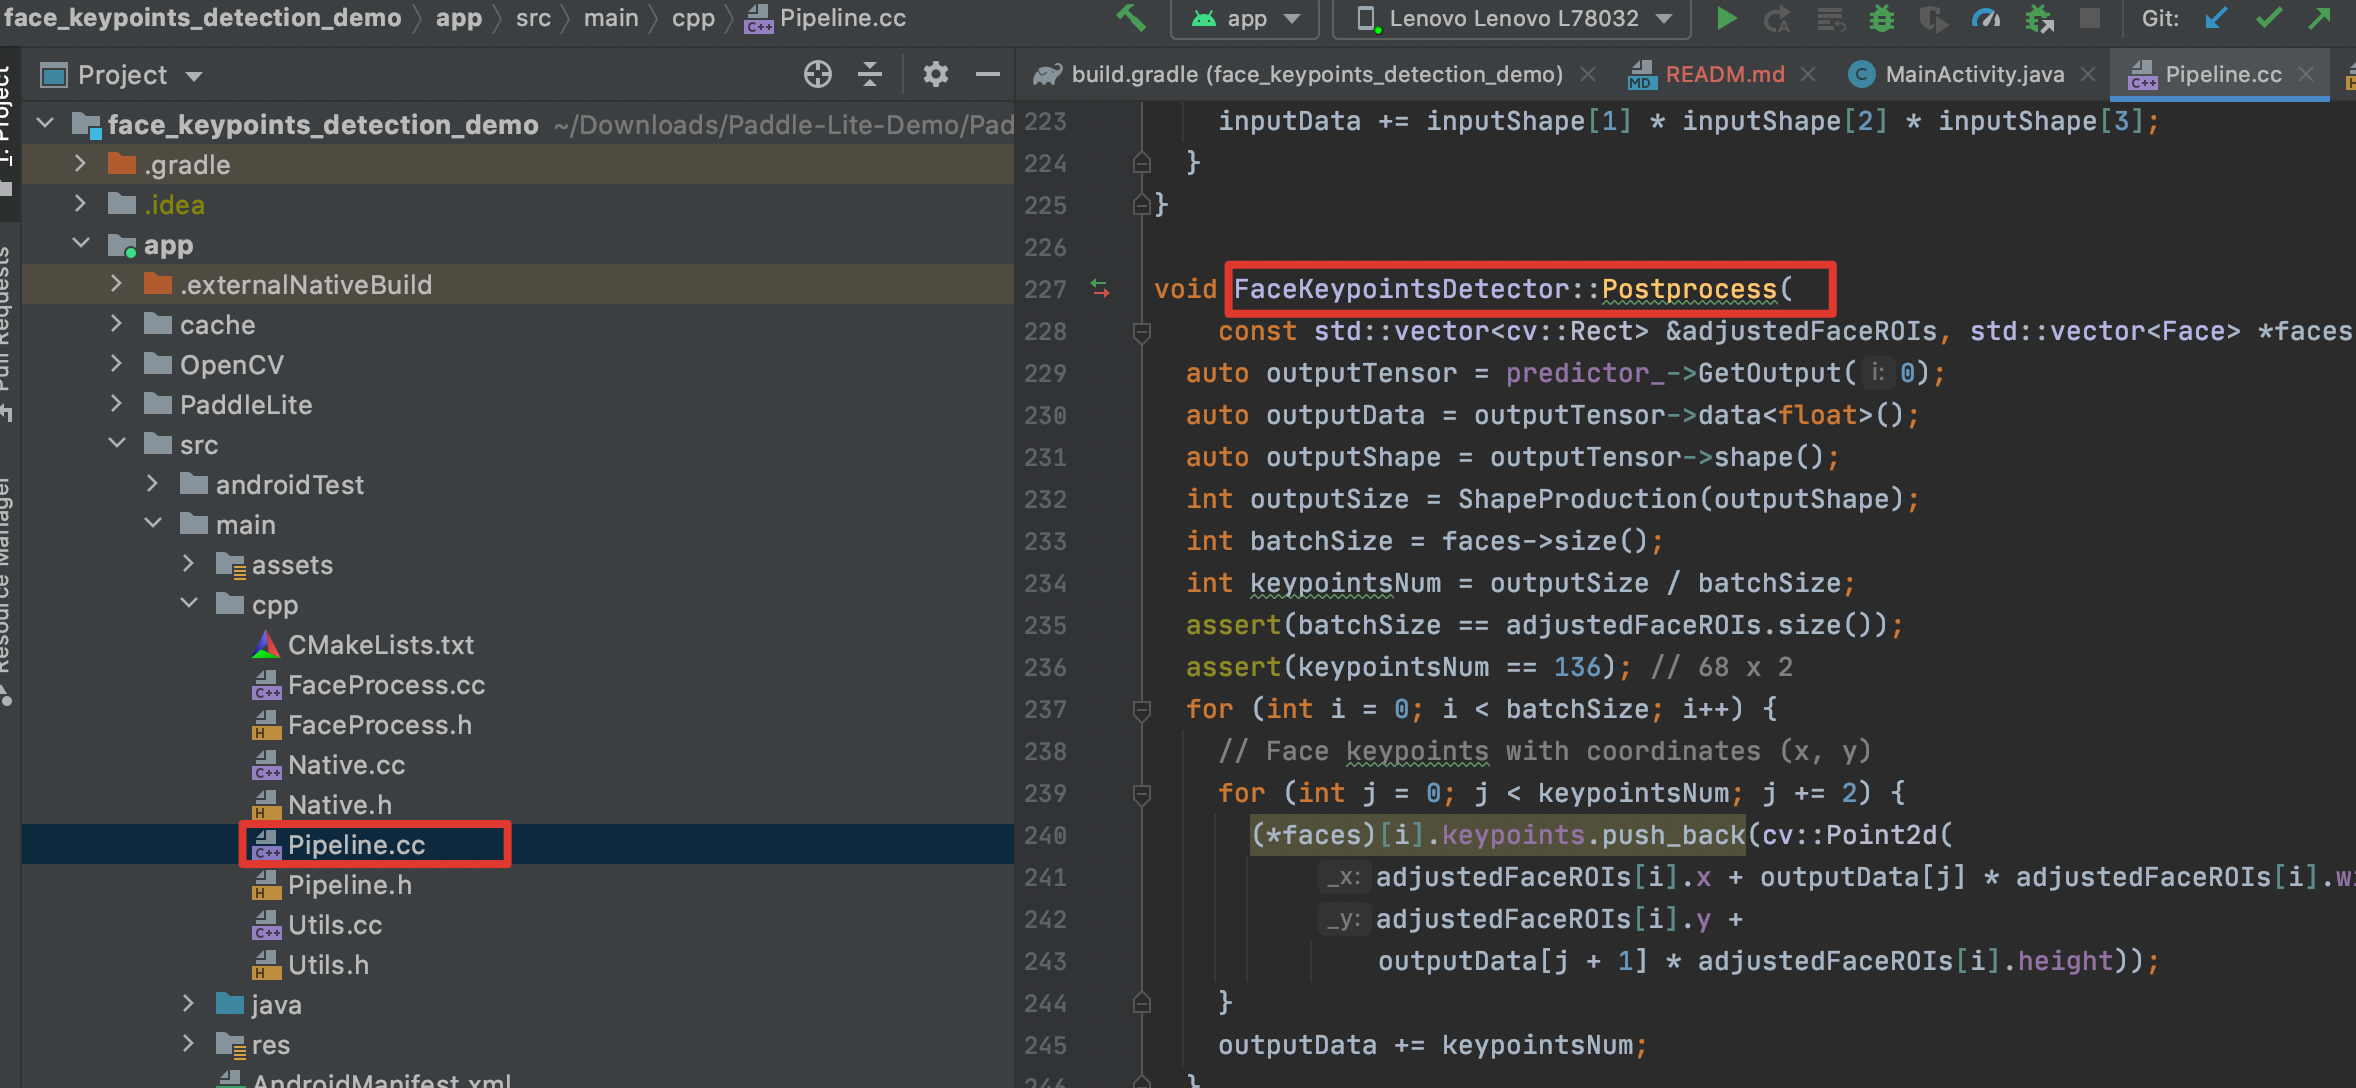 face_keypoints_detection_demo app src main cpp Pipeline.cc
app
Lenovo Lenovo L78032
Git:
Project
build.gradle (face_keypoints_detection_demo)
READM.md
MainActivity.java
Pipeline.cc
1: Project
Pull Requests
Resource Manager
face_keypoints_detection_demo ~/Downloads/Paddle-Lite-Demo/Pad
.gradle
.idea
app
.externalNativeBuild
cache
OpenCV
PaddleLite
src
androidTest
main
assets
cpp
CMakeLists.txt
FaceProcess.cc
FaceProcess.h
Native.cc
Native.h
Pipeline.cc
Pipeline.h
Utils.cc
Utils.h
java
res
AndroidManifest.xml
223 inputData += inputShape[1] * inputShape[2] * inputShape[3];
224 }
225 }
226
227 void FaceKeypointsDetector::Postprocess(
228 const std::vector<cv::Rect> &adjustedFaceROIs, std::vector<Face> *faces
229 auto outputTensor = predictor_->GetOutput( i: 0);
230 auto outputData = outputTensor->data<float>();
231 auto outputShape = outputTensor->shape();
232 int outputSize = ShapeProduction(outputShape);
233 int batchSize = faces->size();
234 int keypointsNum = outputSize / batchSize;
235 assert(batchSize == adjustedFaceROIs.size());
236 assert(keypointsNum == 136); // 68 x 2
237 for (int i = 0; i < batchSize; i++) {
238 // Face keypoints with coordinates (x, y)
239 for (int j = 0; j < keypointsNum; j += 2) {
240 (*faces)[i].keypoints.push_back(cv::Point2d(
241 _x: adjustedFaceROIs[i].x + outputData[j] * adjustedFaceROIs[i].wi
242 _y: adjustedFaceROIs[i].y +
243 outputData[j + 1] * adjustedFaceROIs[i].height));
244 }
245 outputData += keypointsNum;
246 }